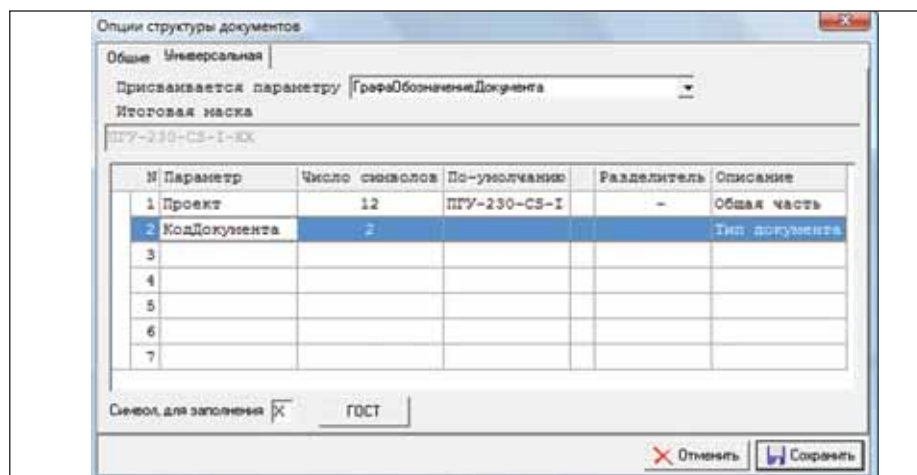 Опции структуры документов
Общие Универсальная
Присваивается параметру ГрафаОбозначениеДокумента
Итоговая маска
ПГУ-230-CS-I-XX
N Параметр Число символов По-умолчанию Разделитель Описание
1 Проект 12 ПГУ-230-CS-I - Общая часть
2 КодДокумента 2 Тип документа
3
4
5
6
7
Символ, для заполнения X ГОСТ
Отменить Сохранить